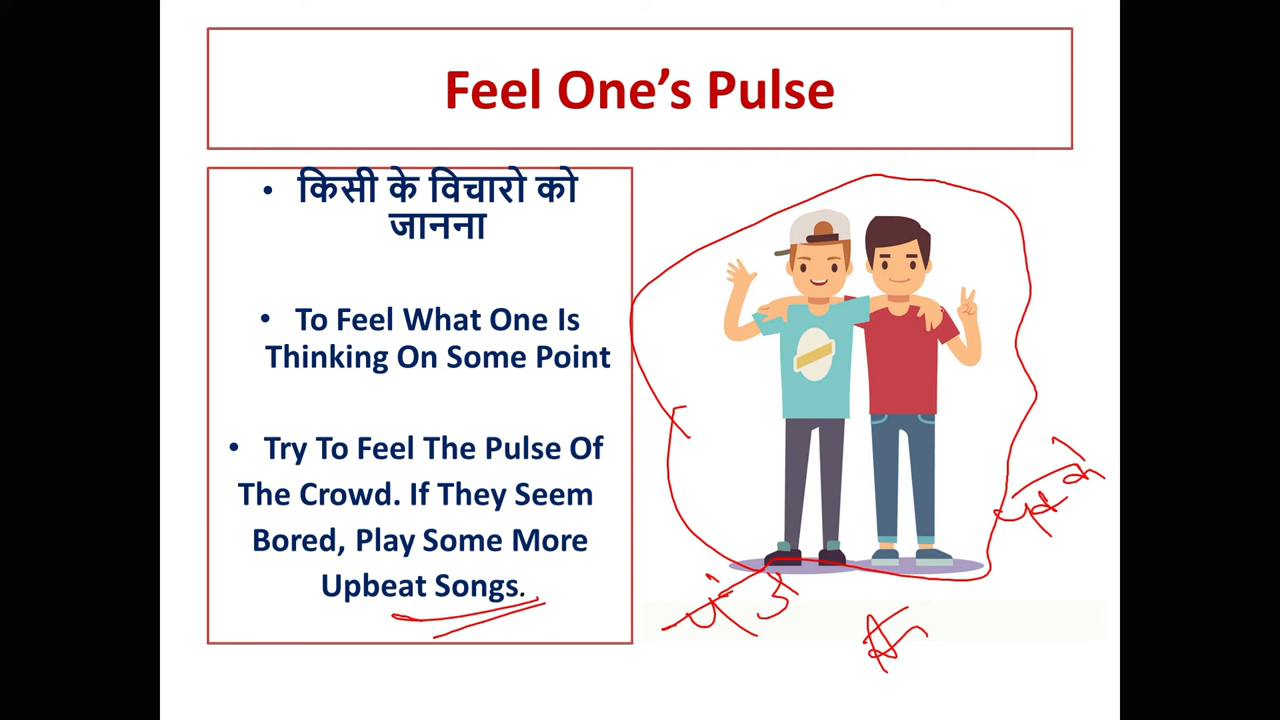 Feel One's Pulse
• किसी के विचारो को
जानना
• To Feel What One Is
Thinking On Some Point
• Try To Feel The Pulse Of
The Crowd. If They Seem
Bored, Play Some More
Upbeat Songs.